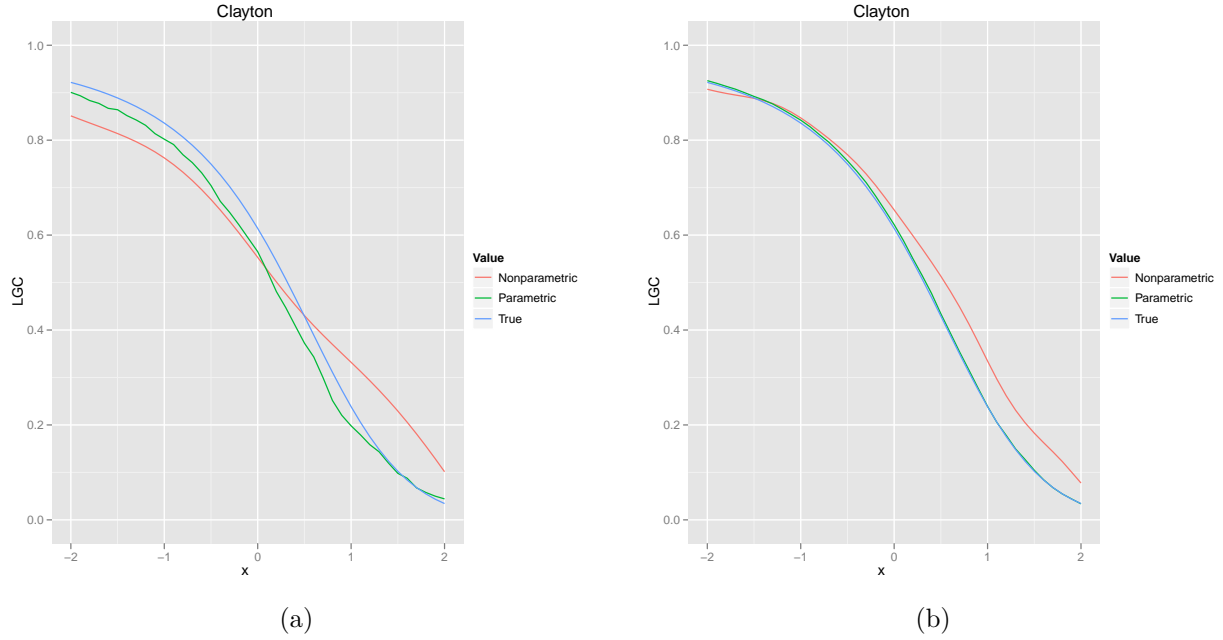 Clayton
1.0
0.8
0.6
0.4
0.2
0.0
LGC
−2
−1
0
1
2
x
Value
Nonparametric
Parametric
True
(a)
Clayton
1.0
0.8
0.6
0.4
0.2
0.0
LGC
−2
−1
0
1
2
x
Value
Nonparametric
Parametric
True
(b)